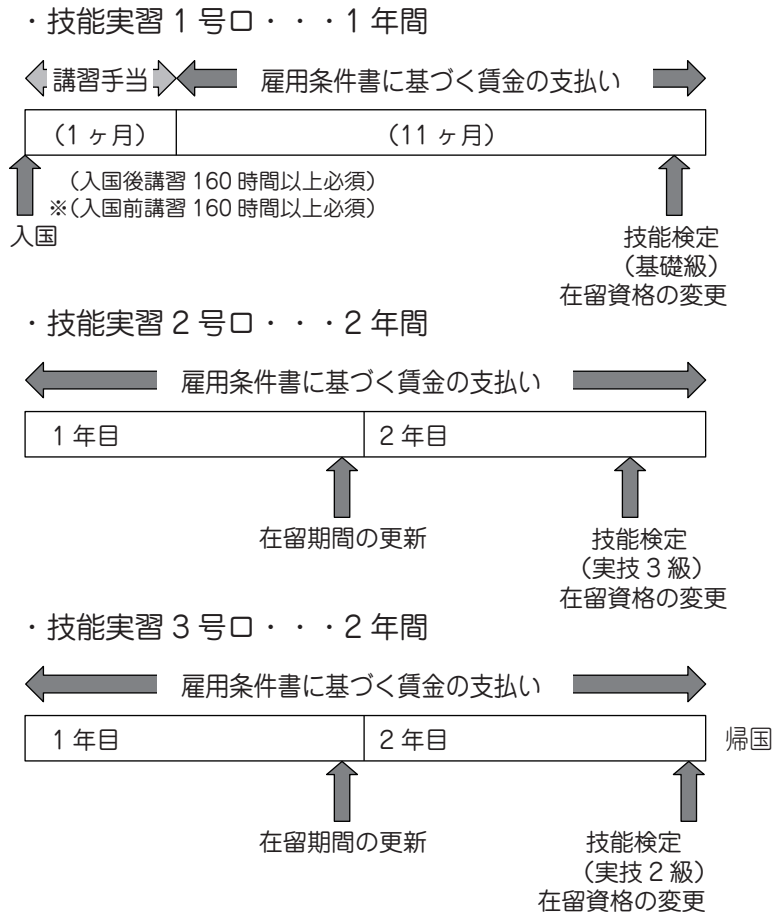 ・技能実習１号ロ・・・１年間
講習手当 雇用条件書に基づく賃金の支払い
（1 ヶ月） （11 ヶ月）
（入国後講習 160 時間以上必須）
※（入国前講習 160 時間以上必須）
入国
技能検定
（基礎級）
在留資格の変更
・技能実習２号ロ・・・２年間
雇用条件書に基づく賃金の支払い
１年目 ２年目
在留期間の更新
技能検定
（実技３級）
在留資格の変更
・技能実習３号ロ・・・２年間
雇用条件書に基づく賃金の支払い
１年目 ２年目 帰国
在留期間の更新
技能検定
（実技２級）
在留資格の変更